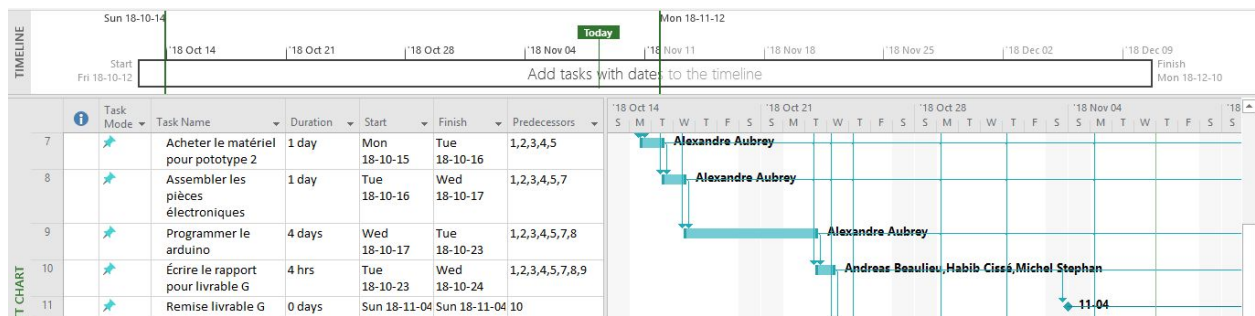 TIMELINE
Sun 18-10-14
Mon 18-11-12
Today
'18 Oct 14 '18 Oct 21 '18 Oct 28 '18 Nov 04 '18 Nov 11 '18 Nov 18 '18 Nov 25 '18 Dec 02 '18 Dec 09
Start
Fri 18-10-12
Add tasks with dates to the timeline
Finish
Mon 18-12-10
Task Mode Task Name Duration Start Finish Predecessors
'18 Oct 14 '18 Oct 21 '18 Oct 28 '18 Nov 04 '18
S M T W T F S S M T W T F S S M T W T F S S M T W T F S S
7 Acheter le matériel pour pototype 2 1 day Mon 18-10-15 Tue 18-10-16 1,2,3,4,5 Alexandre Aubrey
8 Assembler les pièces électroniques 1 day Tue 18-10-16 Wed 18-10-17 1,2,3,4,5,7 Alexandre Aubrey
9 Programmer le arduino 4 days Wed 18-10-17 Tue 18-10-23 1,2,3,4,5,7,8 Alexandre Aubrey
10 Écrire le rapport pour livrable G 4 hrs Tue 18-10-23 Wed 18-10-24 1,2,3,4,5,7,8,9 Andreas Beaulieu,Habib Cissé,Michel Stephan
11 Remise livrable G 0 days Sun 18-11-04 Sun 18-11-04 10 11-04
T CHART